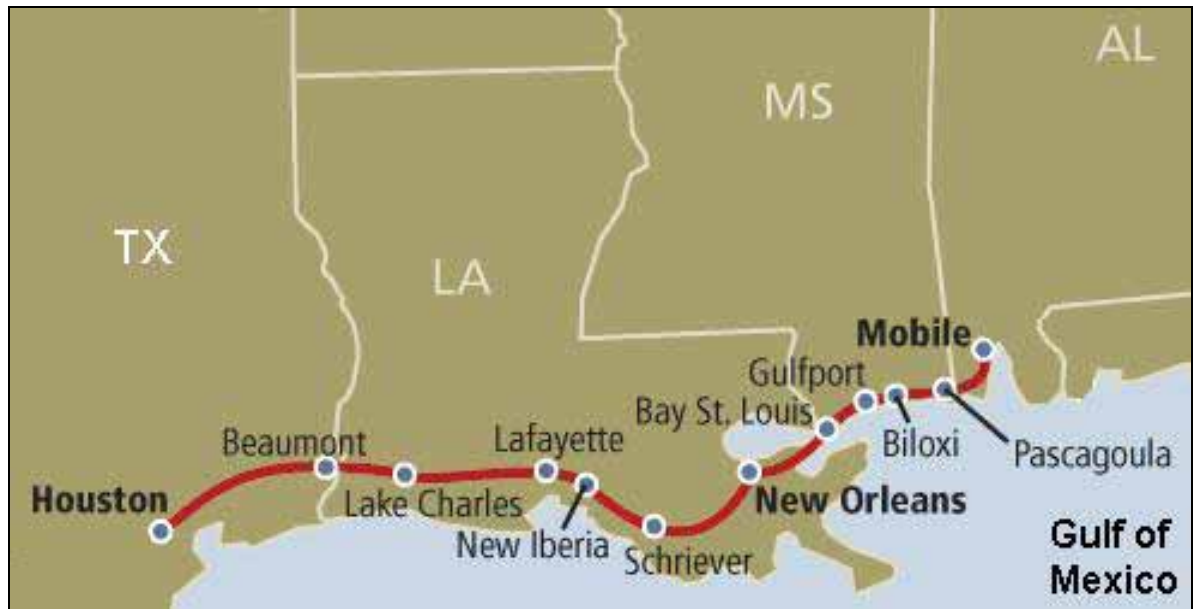 AL
MS
TX
LA
Mobile
Gulfport
Bay St. Louis
Biloxi
Pascagoula
Beaumont
Lafayette
Houston
Lake Charles
New Orleans
New Iberia
Schriever
Gulf of
Mexico